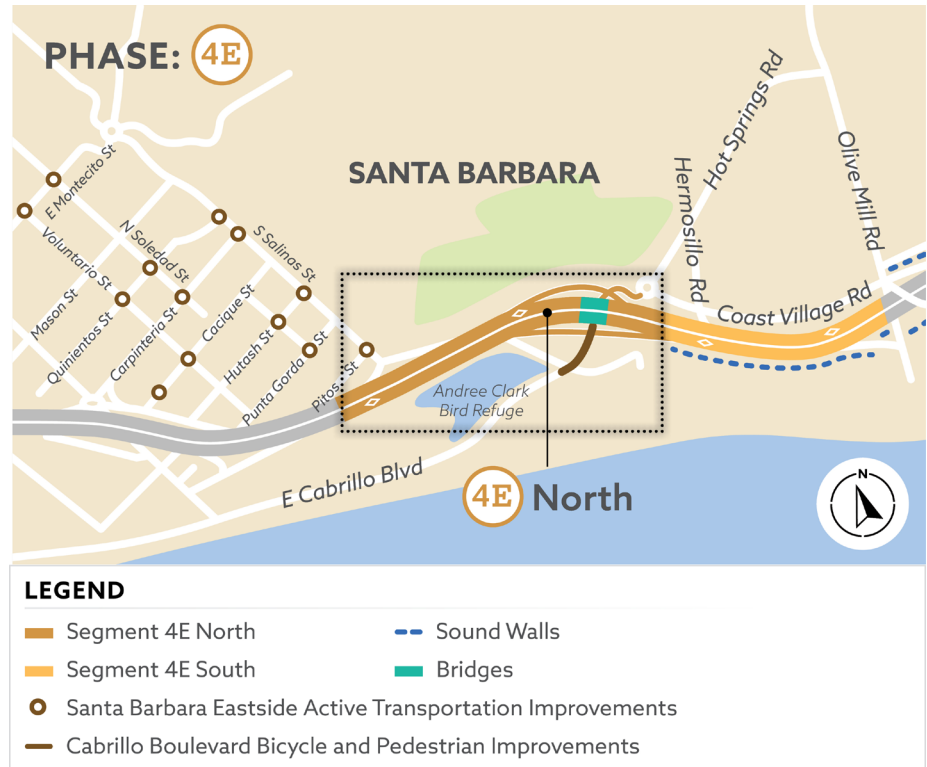 PHASE: 4E
SANTA BARBARA
Hot Springs Rd
Olive Mill Rd
Hermosillo Rd
Coast Village Rd
E Montecito St
Voluntario St
N Soledad St
S Salinas St
Mason St
Quinientos St
Carpinteria St
Cacique St
Hutash St
Punta Gorda St
Pitos St
Andree Clark
Bird Refuge
E Cabrillo Blvd
4E North
N
LEGEND
Segment 4E North
Sound Walls
Segment 4E South
Bridges
Santa Barbara Eastside Active Transportation Improvements
Cabrillo Boulevard Bicycle and Pedestrian Improvements